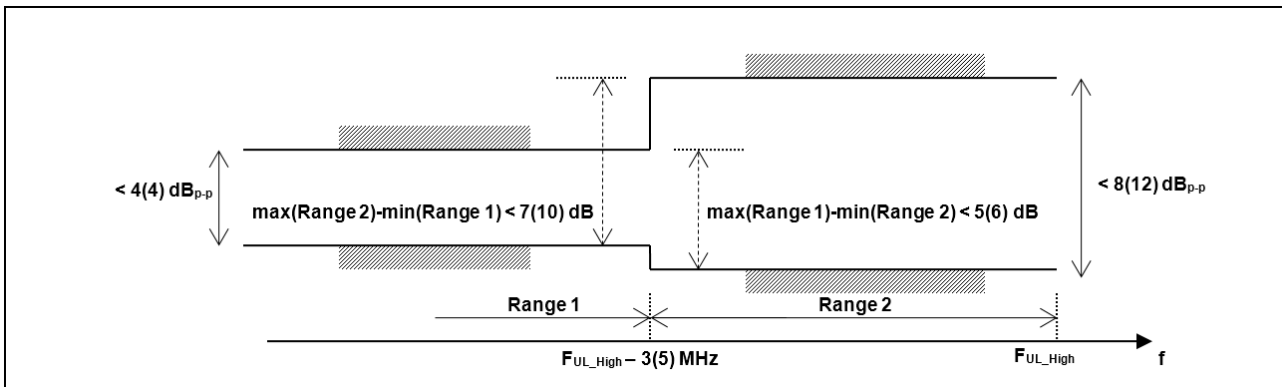 < 4(4) dBp-p
max(Range 2)-min(Range 1) < 7(10) dB
max(Range 1)-min(Range 2) < 5(6) dB
< 8(12) dBp-p
Range 1
Range 2
FUL_High – 3(5) MHz
FUL_High
f